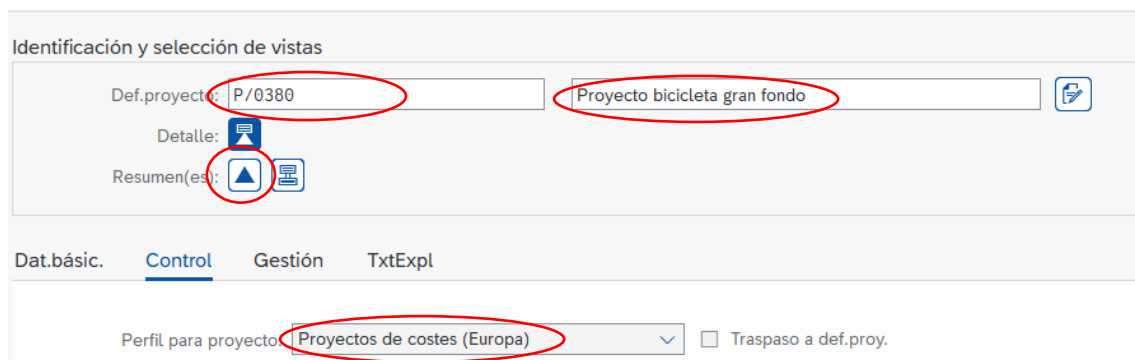 Identificación y selección de vistas
Def.proyecto: P/0380 Proyecto bicicleta gran fondo
Detalle:
Resumen(es):
Dat.básic. Control Gestión TxtExpl
Perfil para proyecto: Proyectos de costes (Europa) Traspaso a def.proy.